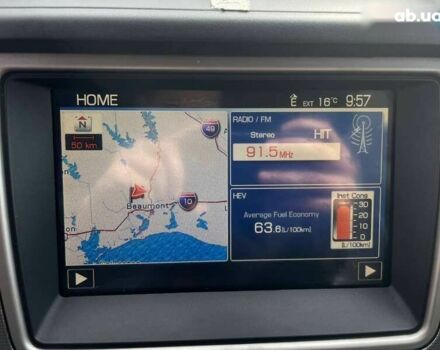 ab.ua
HOME
E EXT 16°C 9:57
N
50 km
49
Beaumont
10
on
RADIO / FM
Stereo
HIT
91.5 MHz
HEV
Average Fuel Economy
63.6 [L/100km]
Inst Cons
30
20
10
0
[L/100km]